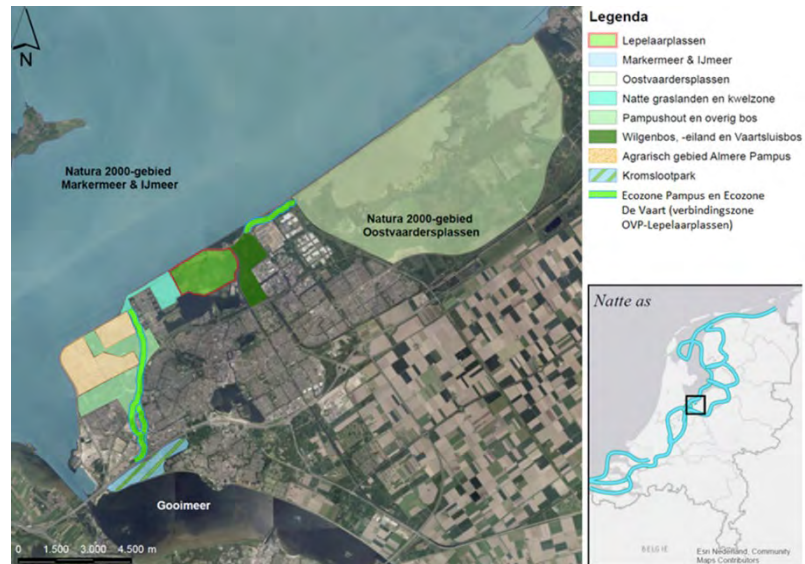 N
Natura 2000-gebied
Markermeer & IJmeer
Natura 2000-gebied
Oostvaardersplassen
Gooimeer
0 1.500 3.000 4.500 m
Legenda
Lepelaarplassen
Markermeer & IJmeer
Oostvaardersplassen
Natte graslanden en kwelzone
Pampushout en overig bos
Wilgenbos, -eiland en Vaartsluisbos
Agrarisch gebied Almere Pampus
Kromslootpark
Ecozone Pampus en Ecozone
De Vaart (verbindingszone
OVP-Lepelaarplassen)
Natte as
BELGIË
Esri Nederland, Community
Maps Contributors